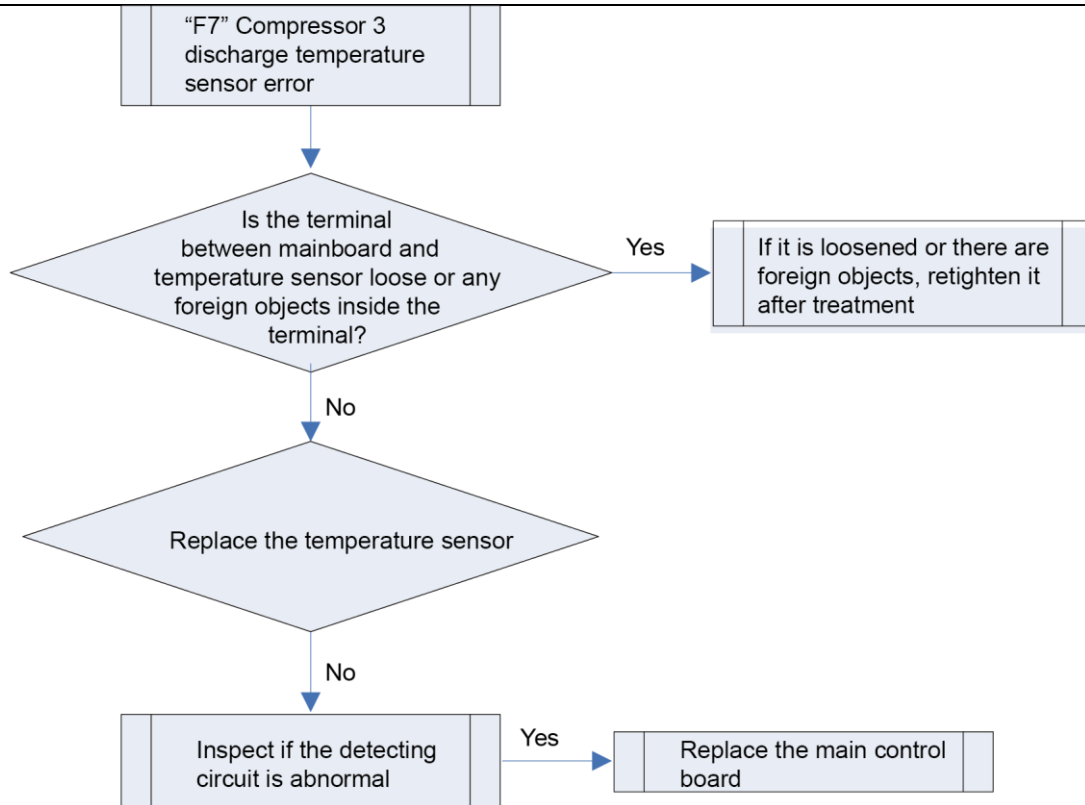 “F7” Compressor 3
discharge temperature
sensor error
Is the terminal
between mainboard and
temperature sensor loose or any
foreign objects inside the
terminal?
Yes
If it is loosened or there are
foreign objects, retighten it
after treatment
No
Replace the temperature sensor
No
Inspect if the detecting
circuit is abnormal
Yes
Replace the main control
board